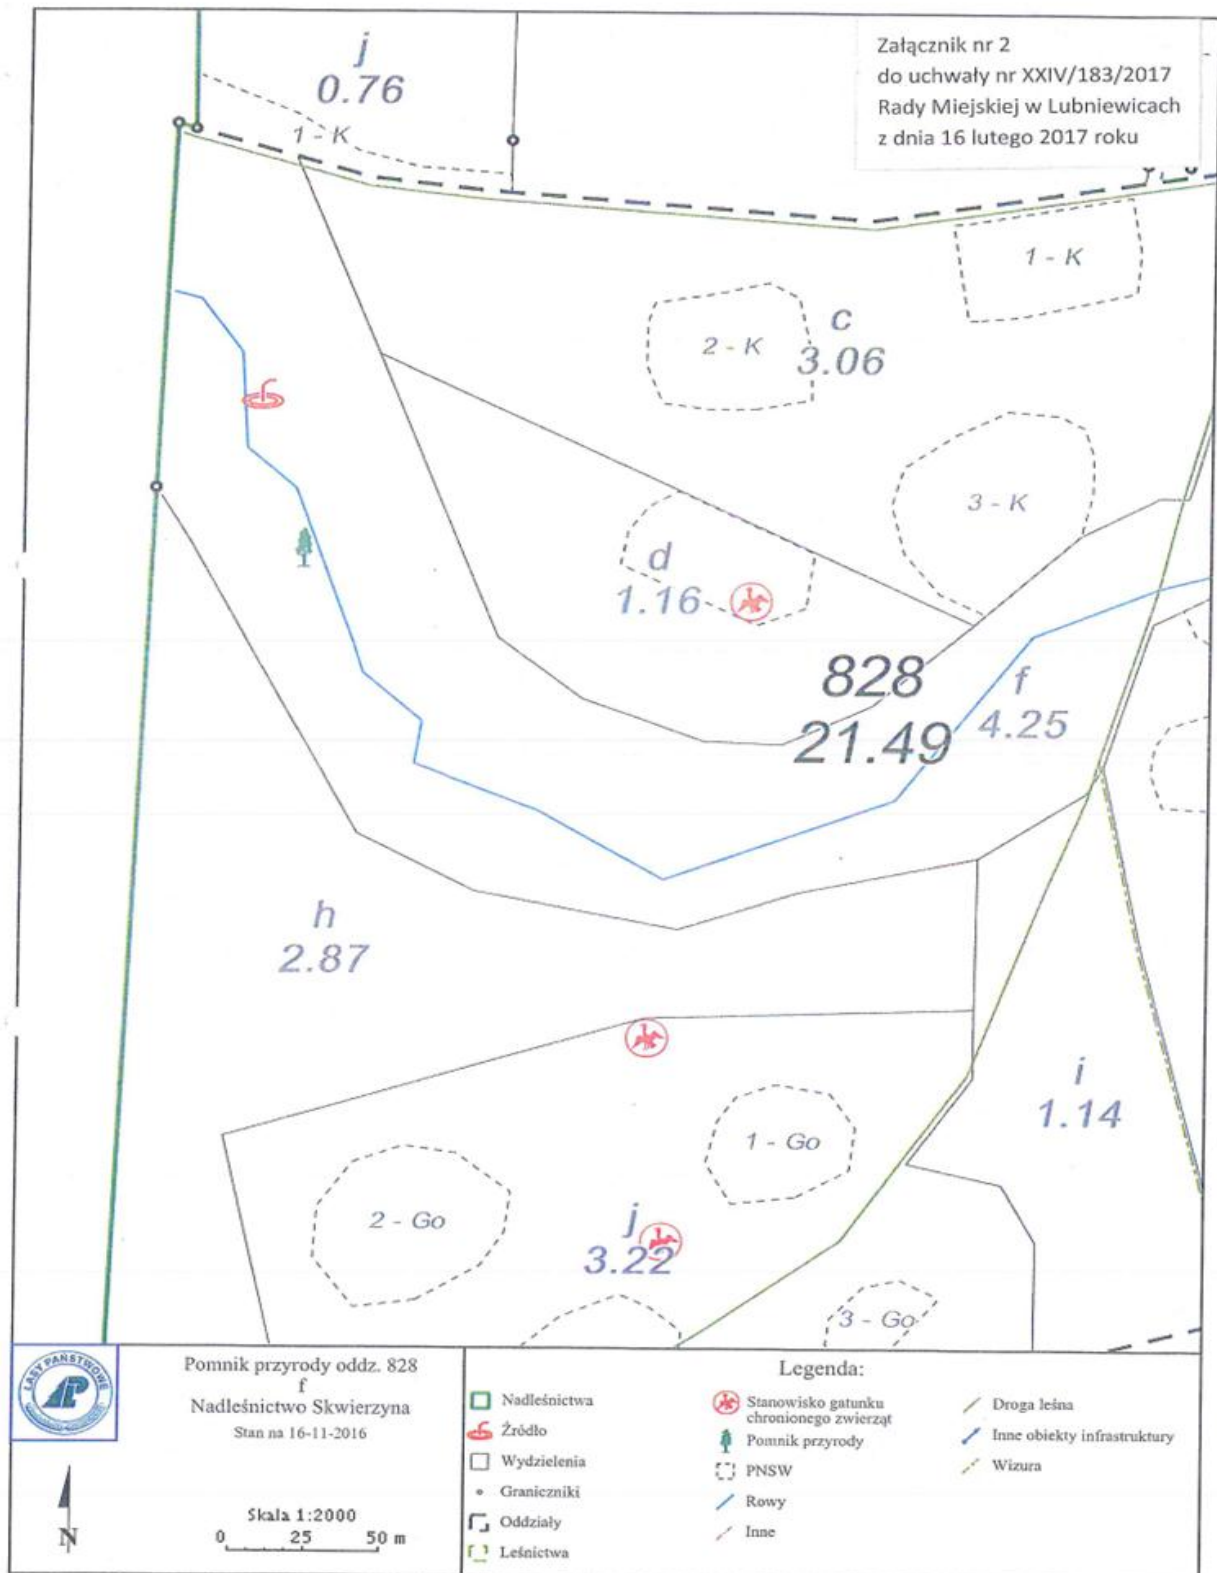 Załącznik nr 2
do uchwały nr XXIV/183/2017
Rady Miejskiej w Lubniewicach
z dnia 16 lutego 2017 roku
j
0.76
1 - K
1 - K
c
3.06
2 - K
3 - K
d
1.16
828
21.49
f
4.25
h
2.87
i
1.14
1 - Go
2 - Go
j
3.22
3 - Go
LASY PAŃSTWOWE
Pomnik przyrody oddz. 828
f
Nadleśnictwo Skwierzyna
Stan na 16-11-2016
N
Skala 1:2000
0 25 50 m
Legenda:
Nadleśnictwa
Źródło
Wydzielenia
Graniczniki
Oddziały
Leśnictwa
Stanowisko gatunku
chronionego zwierząt
Pomnik przyrody
PNSW
Rowy
Inne
Droga leśna
Inne obiekty infrastruktury
Wizura